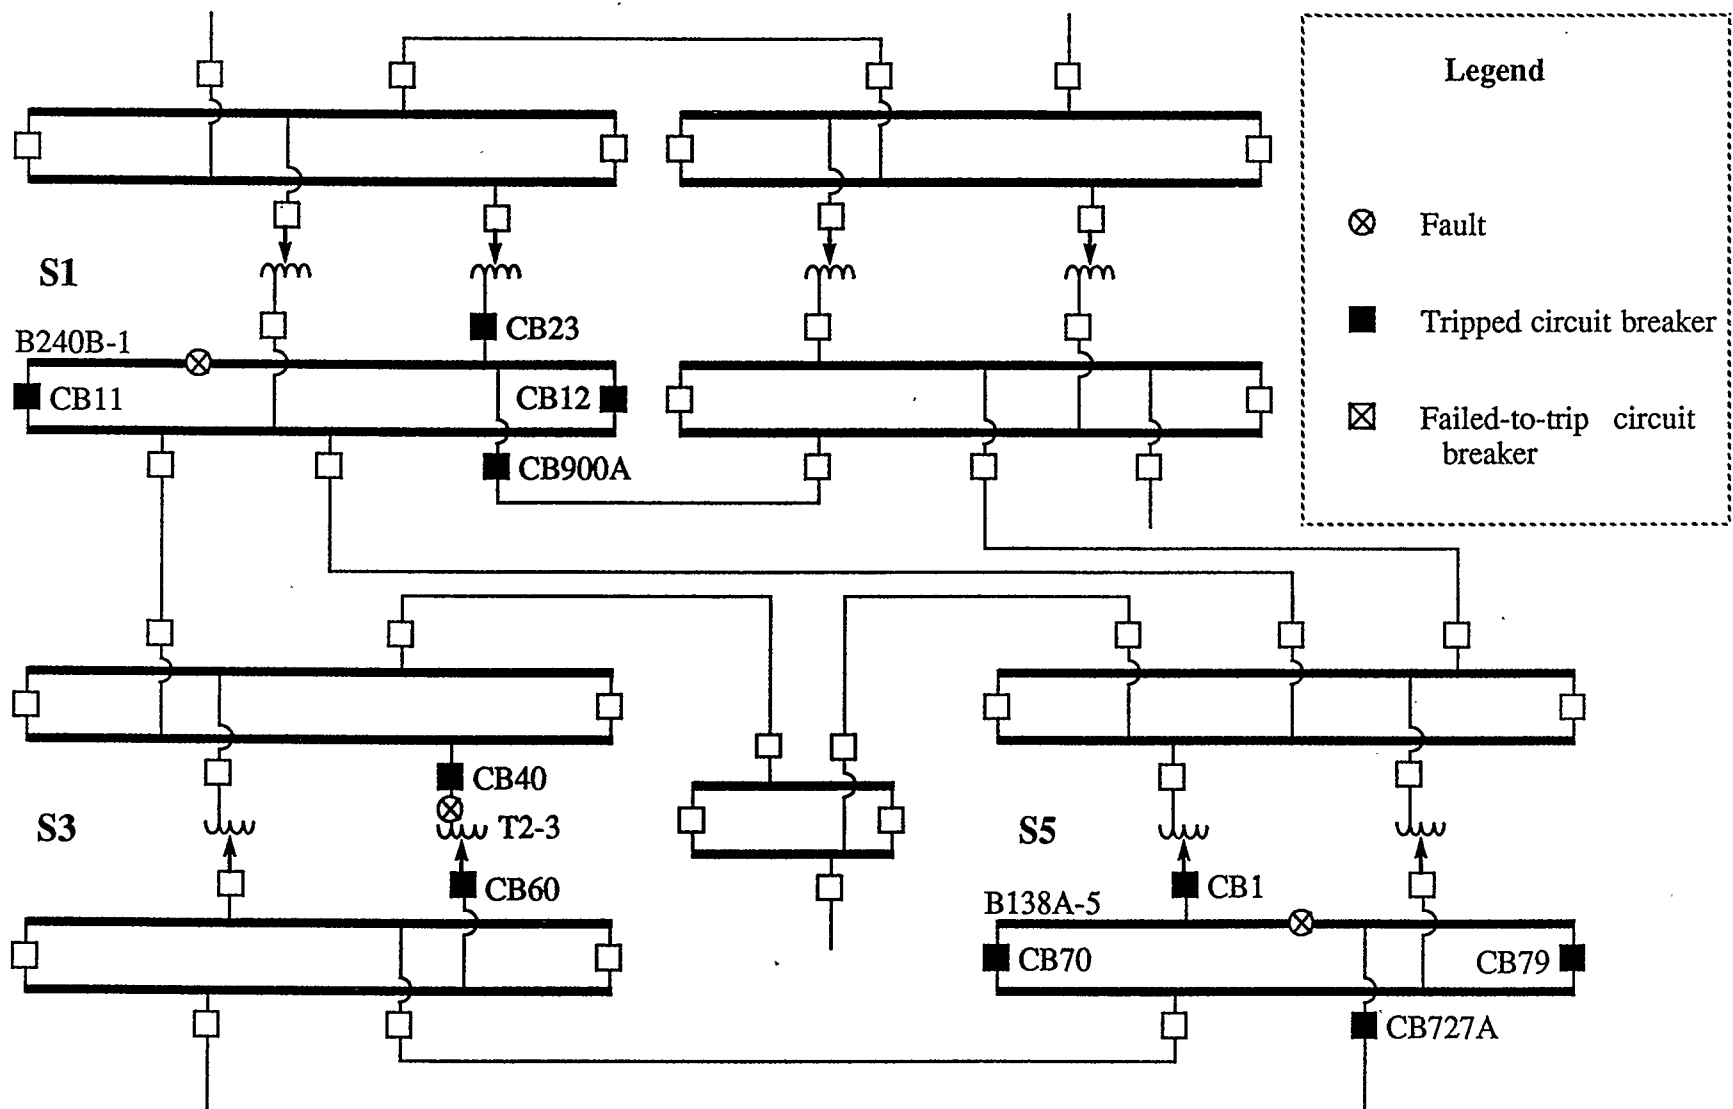 Legend
Fault
S1
CB23
Tripped circuit breaker
B240B-1
CB11
CB12
Failed-to-trip circuit
breaker
CB900A
CB40
S3
T2-3
S5
CB60
CB1
B138A-5
CB70
CB79
CB727A